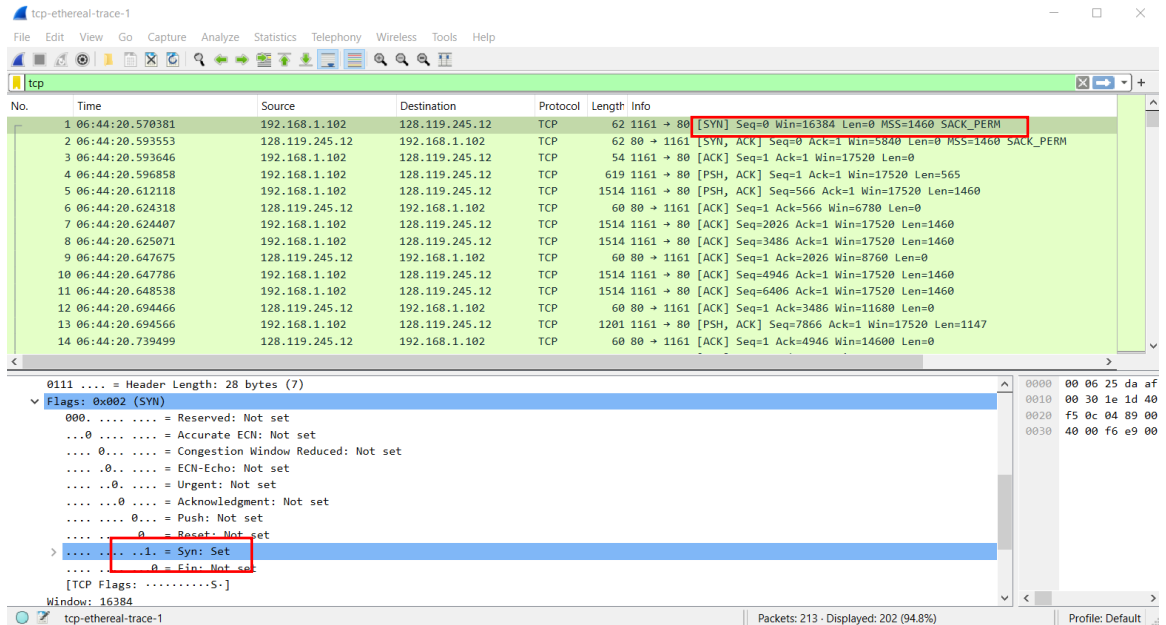 tcp-ethereal-trace-1
File Edit View Go Capture Analyze Statistics Telephony Wireless Tools Help
tcp
No. Time Source Destination Protocol Length Info
1 06:44:20.570381 192.168.1.102 128.119.245.12 TCP 62 1161 → 80 [SYN] Seq=0 Win=16384 Len=0 MSS=1460 SACK_PERM
2 06:44:20.593553 128.119.245.12 192.168.1.102 TCP 62 80 → 1161 [SYN, ACK] Seq=0 Ack=1 Win=5840 Len=0 MSS=1460 SACK_PERM
3 06:44:20.593646 192.168.1.102 128.119.245.12 TCP 54 1161 → 80 [ACK] Seq=1 Ack=1 Win=17520 Len=0
4 06:44:20.596858 192.168.1.102 128.119.245.12 TCP 619 1161 → 80 [PSH, ACK] Seq=1 Ack=1 Win=17520 Len=565
5 06:44:20.612118 192.168.1.102 128.119.245.12 TCP 1514 1161 → 80 [PSH, ACK] Seq=566 Ack=1 Win=17520 Len=1460
6 06:44:20.624318 128.119.245.12 192.168.1.102 TCP 60 80 → 1161 [ACK] Seq=1 Ack=566 Win=6780 Len=0
7 06:44:20.624407 192.168.1.102 128.119.245.12 TCP 1514 1161 → 80 [ACK] Seq=2026 Ack=1 Win=17520 Len=1460
8 06:44:20.625071 192.168.1.102 128.119.245.12 TCP 1514 1161 → 80 [ACK] Seq=3486 Ack=1 Win=17520 Len=1460
9 06:44:20.647675 128.119.245.12 192.168.1.102 TCP 60 80 → 1161 [ACK] Seq=1 Ack=2026 Win=8760 Len=0
10 06:44:20.647786 192.168.1.102 128.119.245.12 TCP 1514 1161 → 80 [ACK] Seq=4946 Ack=1 Win=17520 Len=1460
11 06:44:20.648538 192.168.1.102 128.119.245.12 TCP 1514 1161 → 80 [ACK] Seq=6406 Ack=1 Win=17520 Len=1460
12 06:44:20.694466 128.119.245.12 192.168.1.102 TCP 60 80 → 1161 [ACK] Seq=1 Ack=3486 Win=11680 Len=0
13 06:44:20.694566 192.168.1.102 128.119.245.12 TCP 1201 1161 → 80 [PSH, ACK] Seq=7866 Ack=1 Win=17520 Len=1147
14 06:44:20.739499 128.119.245.12 192.168.1.102 TCP 60 80 → 1161 [ACK] Seq=1 Ack=4946 Win=14600 Len=0
0111 .... = Header Length: 28 bytes (7)
Flags: 0x002 (SYN)
000. .... .... = Reserved: Not set
...0 .... .... = Accurate ECN: Not set
.... 0... .... = Congestion Window Reduced: Not set
.... .0.. .... = ECN-Echo: Not set
.... ..0. .... = Urgent: Not set
.... ...0 .... = Acknowledgment: Not set
.... .... 0... = Push: Not set
.... .... .0.. = Reset: Not set
.... .... ..1. = Syn: Set
.... .... ...0 = Fin: Not set
[TCP Flags: ··········S·]
Window: 16384
0000 00 06 25 da af
0010 00 30 1e 1d 40
0020 f5 0c 04 89 00
0030 40 00 f6 e9 00
tcp-ethereal-trace-1 Packets: 213 · Displayed: 202 (94.8%) Profile: Default